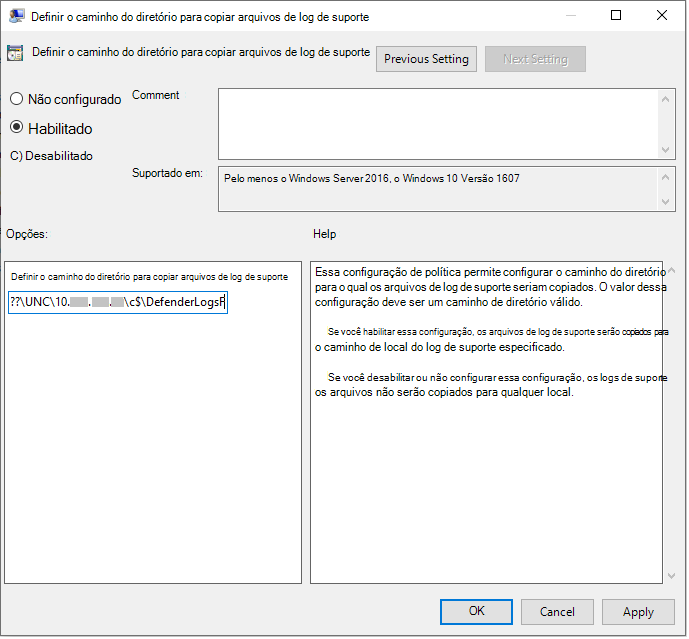 Definir o caminho do diretório para copiar arquivos de log de suporte
Definir o caminho do diretório para copiar arquivos de log de suporte
Previous Setting
Next Setting
Não configurado
Comment
Habilitado
C) Desabilitado
Suportado em:
Pelo menos o Windows Server 2016, o Windows 10 Versão 1607
Opções:
Help
Definir o caminho do diretório para copiar arquivos de log de suporte
??\UNC\10. . . \c$\DefenderLogsF
Essa configuração de política permite configurar o caminho do diretório
para o qual os arquivos de log de suporte seriam copiados. O valor dessa
configuração deve ser um caminho de diretório válido.
Se você habilitar essa configuração, os arquivos de log de suporte serão copiados para
o caminho de local do log de suporte especificado.
Se você desabilitar ou não configurar essa configuração, os logs de suporte
os arquivos não serão copiados para qualquer local.
OK
Cancel
Apply